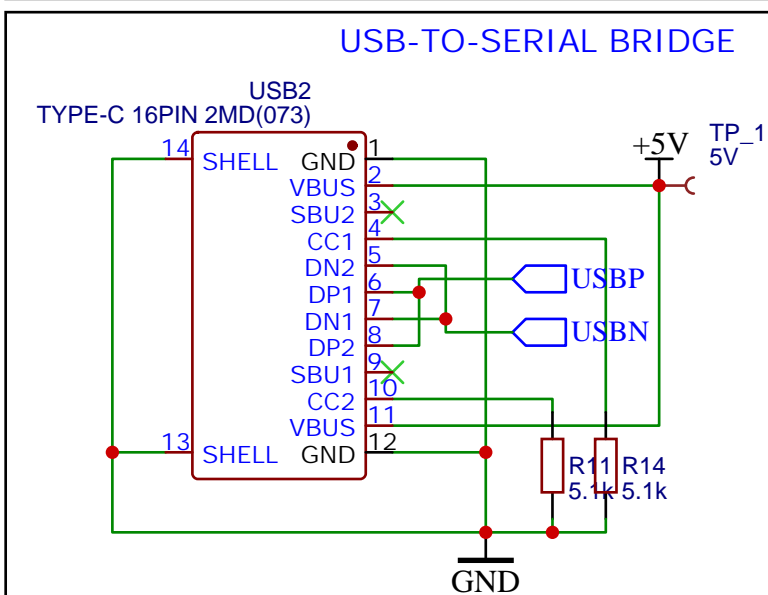 USB-TO-SERIAL BRIDGE
USB2
TYPE-C 16PIN 2MD(073)
+5V
TP_1
5V
14 SHELL GND 1
VBUS 2
SBU2 3
CC1 4
DN2 5
DP1 6
DN1 7
DP2 8
SBU1 9
CC2 10
VBUS 11
13 SHELL GND 12
USBP
USBN
R11
5.1k
R14
5.1k
GND